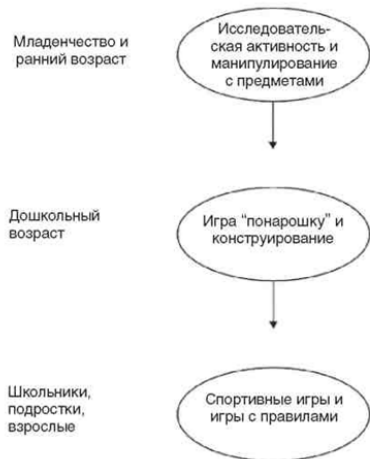 Младенчество и
ранний возраст
Исследователь-
ская активность и
манипулирование
с предметами
Дошкольный
возраст
Игра “понарошку” и
конструирование
Школьники,
подростки,
взрослые
Спортивные игры и
игры с правилами